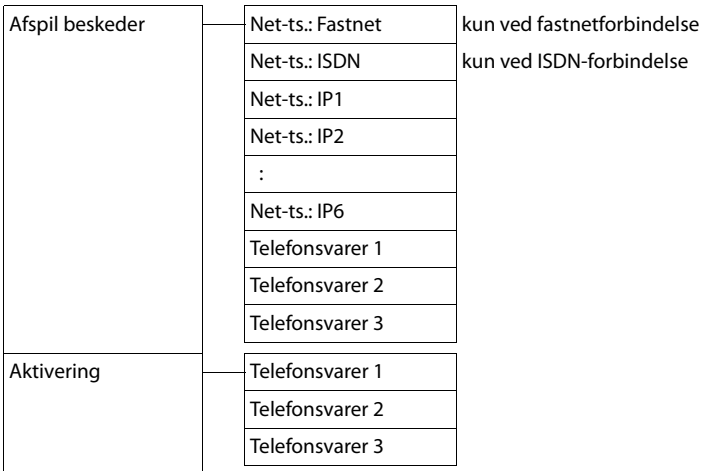 Afspil beskeder Net-ts.: Fastnet kun ved fastnetforbindelse
Net-ts.: ISDN kun ved ISDN-forbindelse
Net-ts.: IP1
Net-ts.: IP2
:
Net-ts.: IP6
Telefonsvarer 1
Telefonsvarer 2
Telefonsvarer 3
Aktivering Telefonsvarer 1
Telefonsvarer 2
Telefonsvarer 3